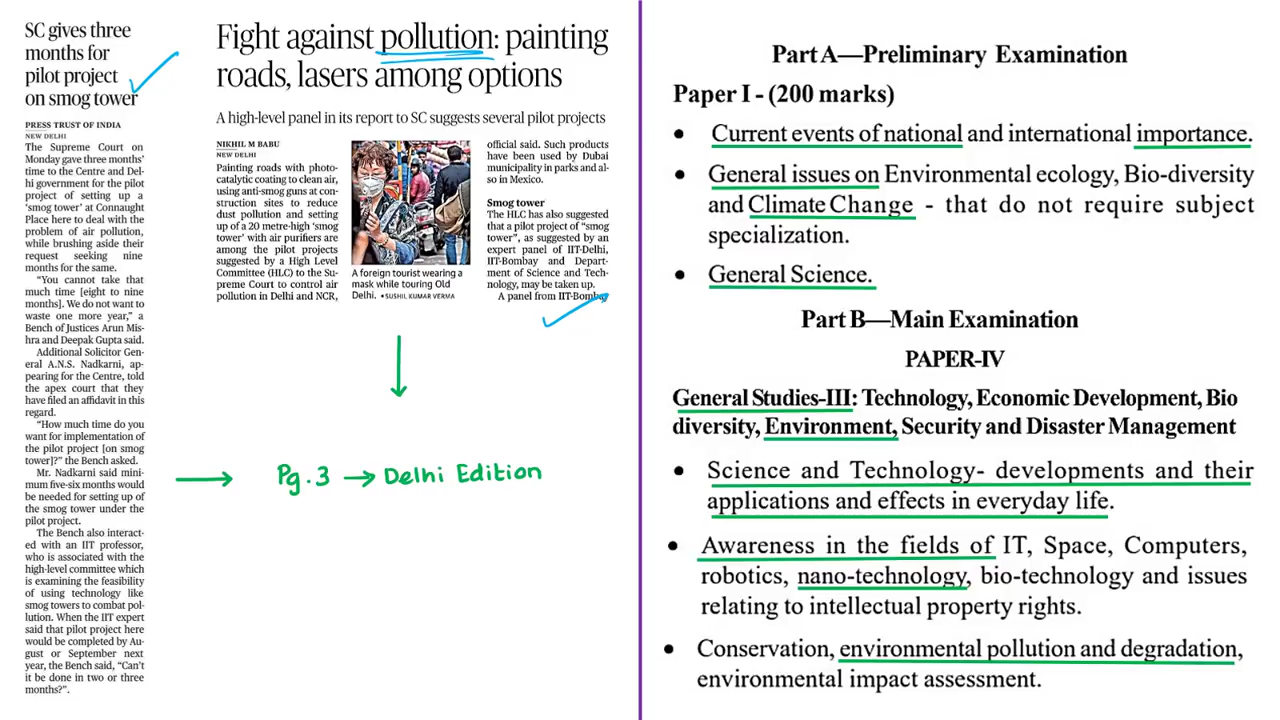 SC gives three
months for
pilot project
on smog tower
PRESS TRUST OF INDIA
NEW DELHI
The Supreme Court on
Monday gave three months'
time to the Centre and Del-
hi government for the pilot
project of setting up a
'smog tower' at Connaught
Place here to deal with the
problem of air pollution,
while brushing aside their
request seeking nine
months for the same.
"You cannot take that
much time [eight to nine
months]. We do not want to
waste one more year," a
Bench of Justices Arun Mis-
hra and Deepak Gupta said.
Additional Solicitor Gen-
eral A.N.S. Nadkarni, ap-
pearing for the Centre, told
the apex court that they
have filed an affidavit in this
regard.
"How much time do you
want for implementation of
the pilot project [on smog
tower]?" the Bench asked.
Mr. Nadkarni said mini-
mum five-six months would
be needed for setting up of
the smog tower under the
pilot project.
The Bench also interact-
ed with an IIT professor,
who is associated with the
high-level committee which
is examining the feasibility
of using technology like
smog towers to combat pol-
lution. When the IIT expert
said that pilot project here
would be completed by Au-
gust or September next
year, the Bench said, "Can't
it be done in two or three
months?".
Fight against pollution: painting
roads, lasers among options
A high-level panel in its report to SC suggests several pilot projects
NIKHIL M BABU
NEW DELHI
Painting roads with photo-
catalytic coating to clean air,
using anti-smog guns at con-
struction sites to reduce
dust pollution and setting
up of a 20 metre-high 'smog
tower' with air purifiers are
among the pilot projects
suggested by a High Level
Committee (HLC) to the Su-
preme Court to control air
pollution in Delhi and NCR,
A foreign tourist wearing a
mask while touring Old
Delhi. •SUSHIL KUMAR VERMA
official said. Such products
have been used by Dubai
municipality in parks and al-
so in Mexico.
Smog tower
The HLC has also suggested
that a pilot project of "smog
tower", as suggested by an
expert panel of IIT-Delhi,
IIT-Bombay and Depart-
ment of Science and Tech-
nology, may be taken up.
A panel from IIT-Bombay
Pg.3 → Delhi Edition
Part A—Preliminary Examination
Paper I - (200 marks)
• Current events of national and international importance.
• General issues on Environmental ecology, Bio-diversity
and Climate Change - that do not require subject
specialization.
• General Science.
Part B—Main Examination
PAPER-IV
General Studies-III: Technology, Economic Development, Bio
diversity, Environment, Security and Disaster Management
• Science and Technology- developments and their
applications and effects in everyday life.
• Awareness in the fields of IT, Space, Computers,
robotics, nano-technology, bio-technology and issues
relating to intellectual property rights.
• Conservation, environmental pollution and degradation,
environmental impact assessment.